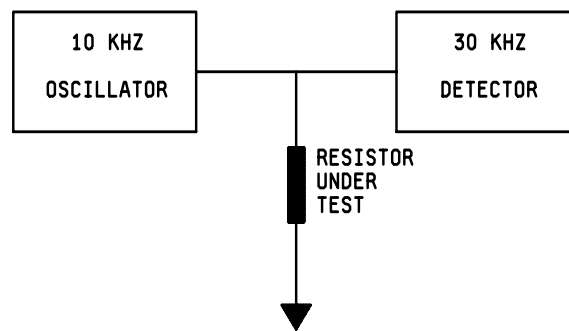 10 KHZ
OSCILLATOR
30 KHZ
DETECTOR
RESISTOR
UNDER
TEST